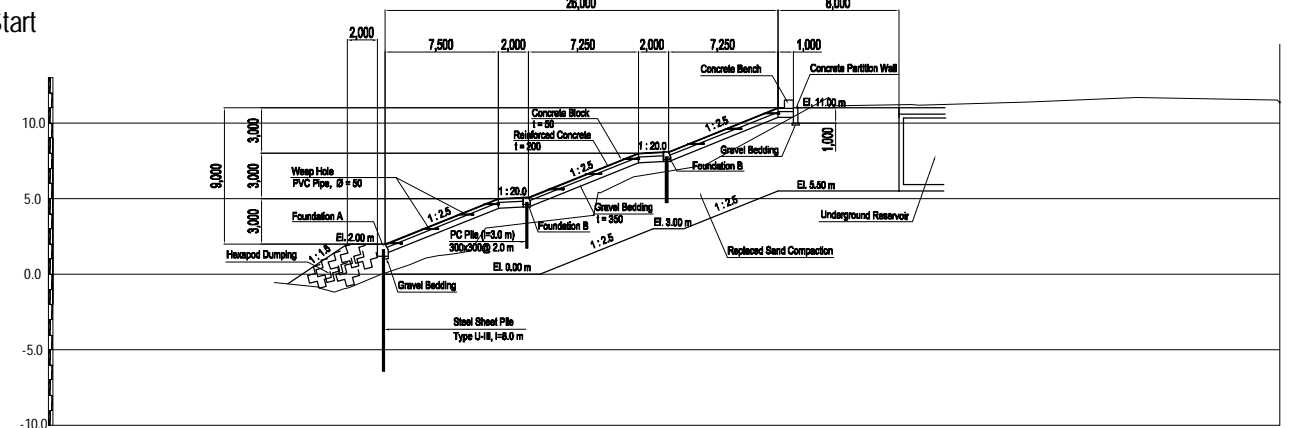 Start
26,000
8,000
2,000
7,500
2,000
7,250
2,000
7,250
1,000
Concrete Bench
Concrete Partition Wall
El. 11.00 m
Concrete Block
t = 50
1 : 2.5
10.0
3,000
1 : 20.0
Reinforced Concrete
t = 200
1,000
Gravel Bedding
Foundation B
9,000
3,000
Weep Hole
PVC Pipe, Ø = 50
1 : 2.5
El. 5.50 m
1 : 20.0
5.0
1 : 2.5
Gravel Bedding
t = 350
1 : 2.5
Underground Reservoir
Foundation A
3,000
Foundation B
El. 3.00 m
El. 2.00 m
PC Pile (l=3.0 m)
300x300@ 2.0 m
1 : 2.5
Replaced Sand Compaction
Hexapod Dumping
1 : 1.5
El. 0.00 m
0.0
Gravel Bedding
Steel Sheet Pile
Type U-III, l=8.0 m
-5.0
-10.0